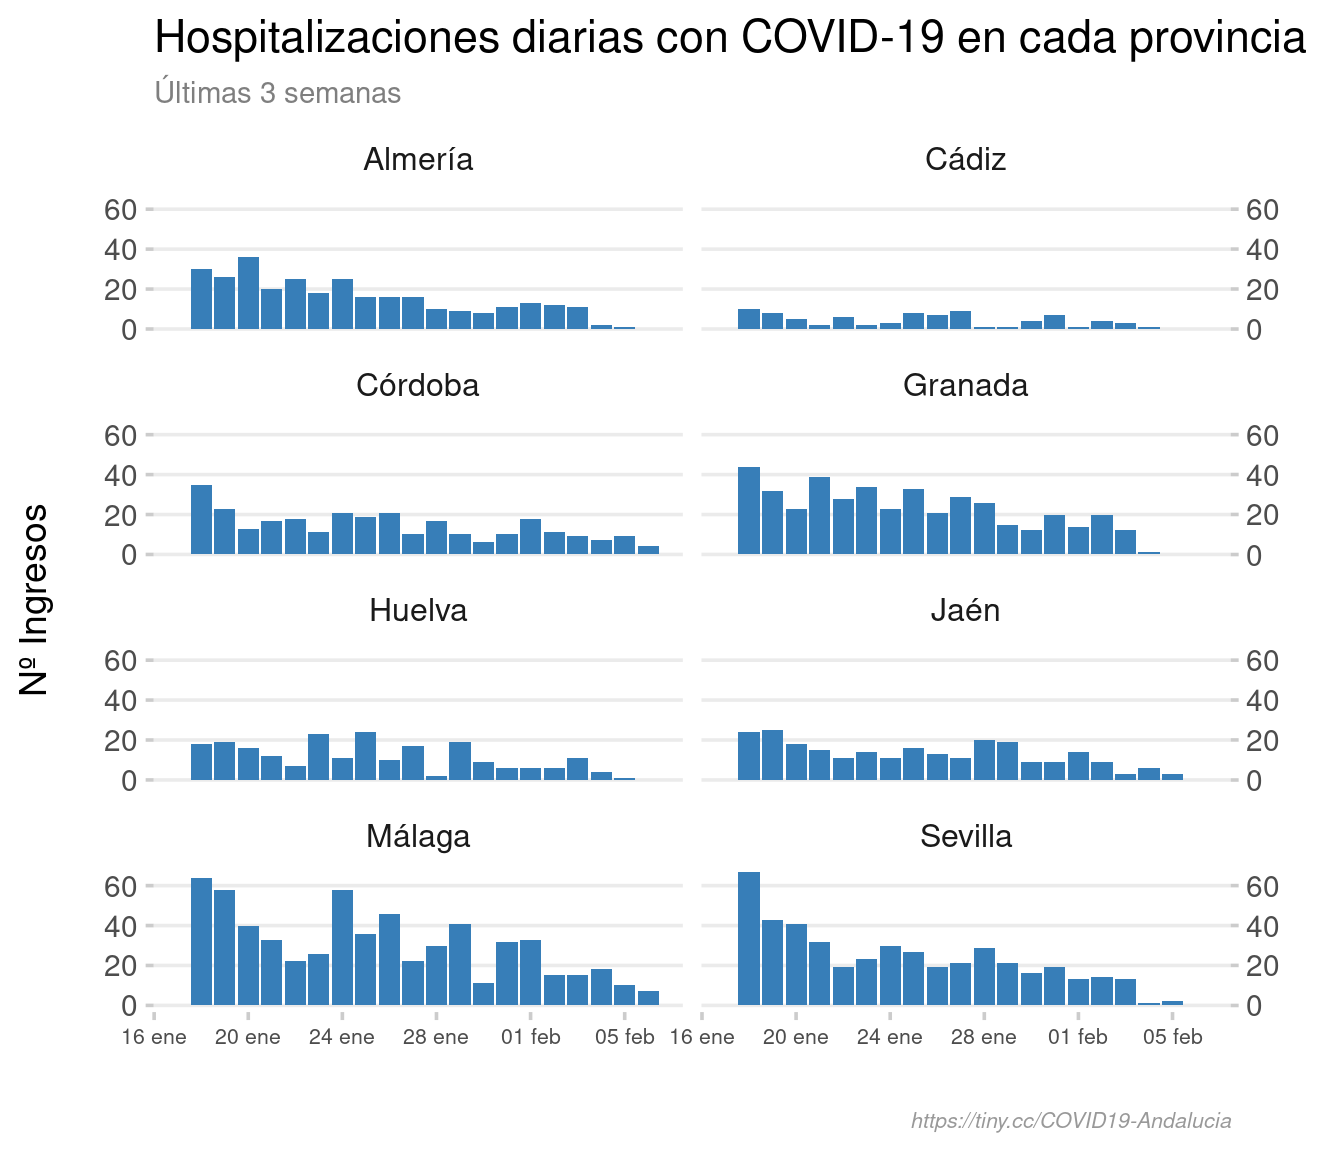 Hospitalizaciones diarias con COVID-19 en cada provincia
Últimas 3 semanas
Nº Ingresos
Almería Cádiz
60 60
40 40
20 20
0 0
Córdoba Granada
60 60
40 40
20 20
0 0
Huelva Jaén
60 60
40 40
20 20
0 0
Málaga Sevilla
60 60
40 40
20 20
0 0
16 ene 20 ene 24 ene 28 ene 01 feb 05 feb 16 ene 20 ene 24 ene 28 ene 01 feb 05 feb
https://tiny.cc/COVID19-Andalucia